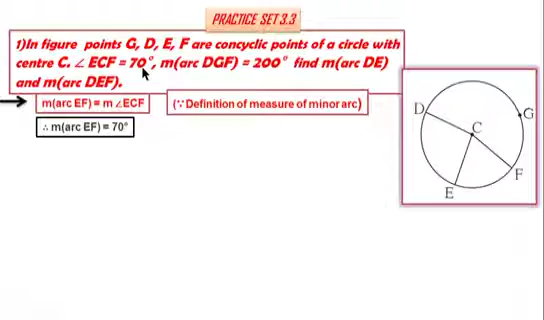 PRACTICE SET 3.3
1)In figure points G, D, E, F are concyclic points of a circle with
centre C. ∠ ECF = 70°, m(arc DGF) = 200° find m(arc DE)
and m(arc DEF).
m(arc EF) = m ∠ECF (∵ Definition of measure of minor arc)
∴ m(arc EF) = 70°
D
G
C
F
E